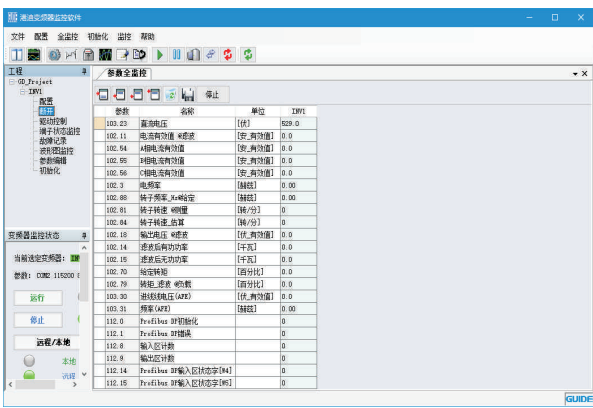 港迪变频器监控软件
文件 配置 全监控 初始化 监控 帮助
工程
GD_Project
INV1
配置
断开
驱动控制
端子状态监控
故障记录
波形图监控
参数编辑
初始化
变频器监控状态
当前选定变频器: INV
参数: COM2 115200 8
运行
停止
远程/本地
本地
远程
参数全监控
停止
参数 名称 单位 INV1
103.23 直流电压 [伏] 529.0
102.11 电流有效值 @滤波 [安_有效值] 0.0
102.54 A相电流有效值 [安_有效值] 0.0
102.55 B相电流有效值 [安_有效值] 0.0
102.56 C相电流有效值 [安_有效值] 0.0
102.3 电频率 [赫兹] 0.00
102.88 转子频率_Hz@给定 [赫兹] 0.00
102.81 转子转速 @测量 [转/分] 0
102.84 转子转速_估算 [转/分] 0
102.18 输出电压 @滤波 [伏_有效值] 0.0
102.14 滤波后有功功率 [千瓦] 0.0
102.15 滤波后无功功率 [千瓦] 0.0
102.70 给定转矩 [百分比] 0.0
102.79 转矩_滤波 @负载 [百分比] 0.0
103.30 进线线电压(AFE) [伏_有效值] 0.0
103.31 频率(AFE) [赫兹] 0.00
112.0 Profibus DP初始化 0
112.1 Profibus DP错误 0
112.8 输入区计数 0
112.9 输出区计数 0
112.14 Profibus DP输入区状态字[W4] 0
112.15 Profibus DP输入区状态字[W5] 0
GUIDE